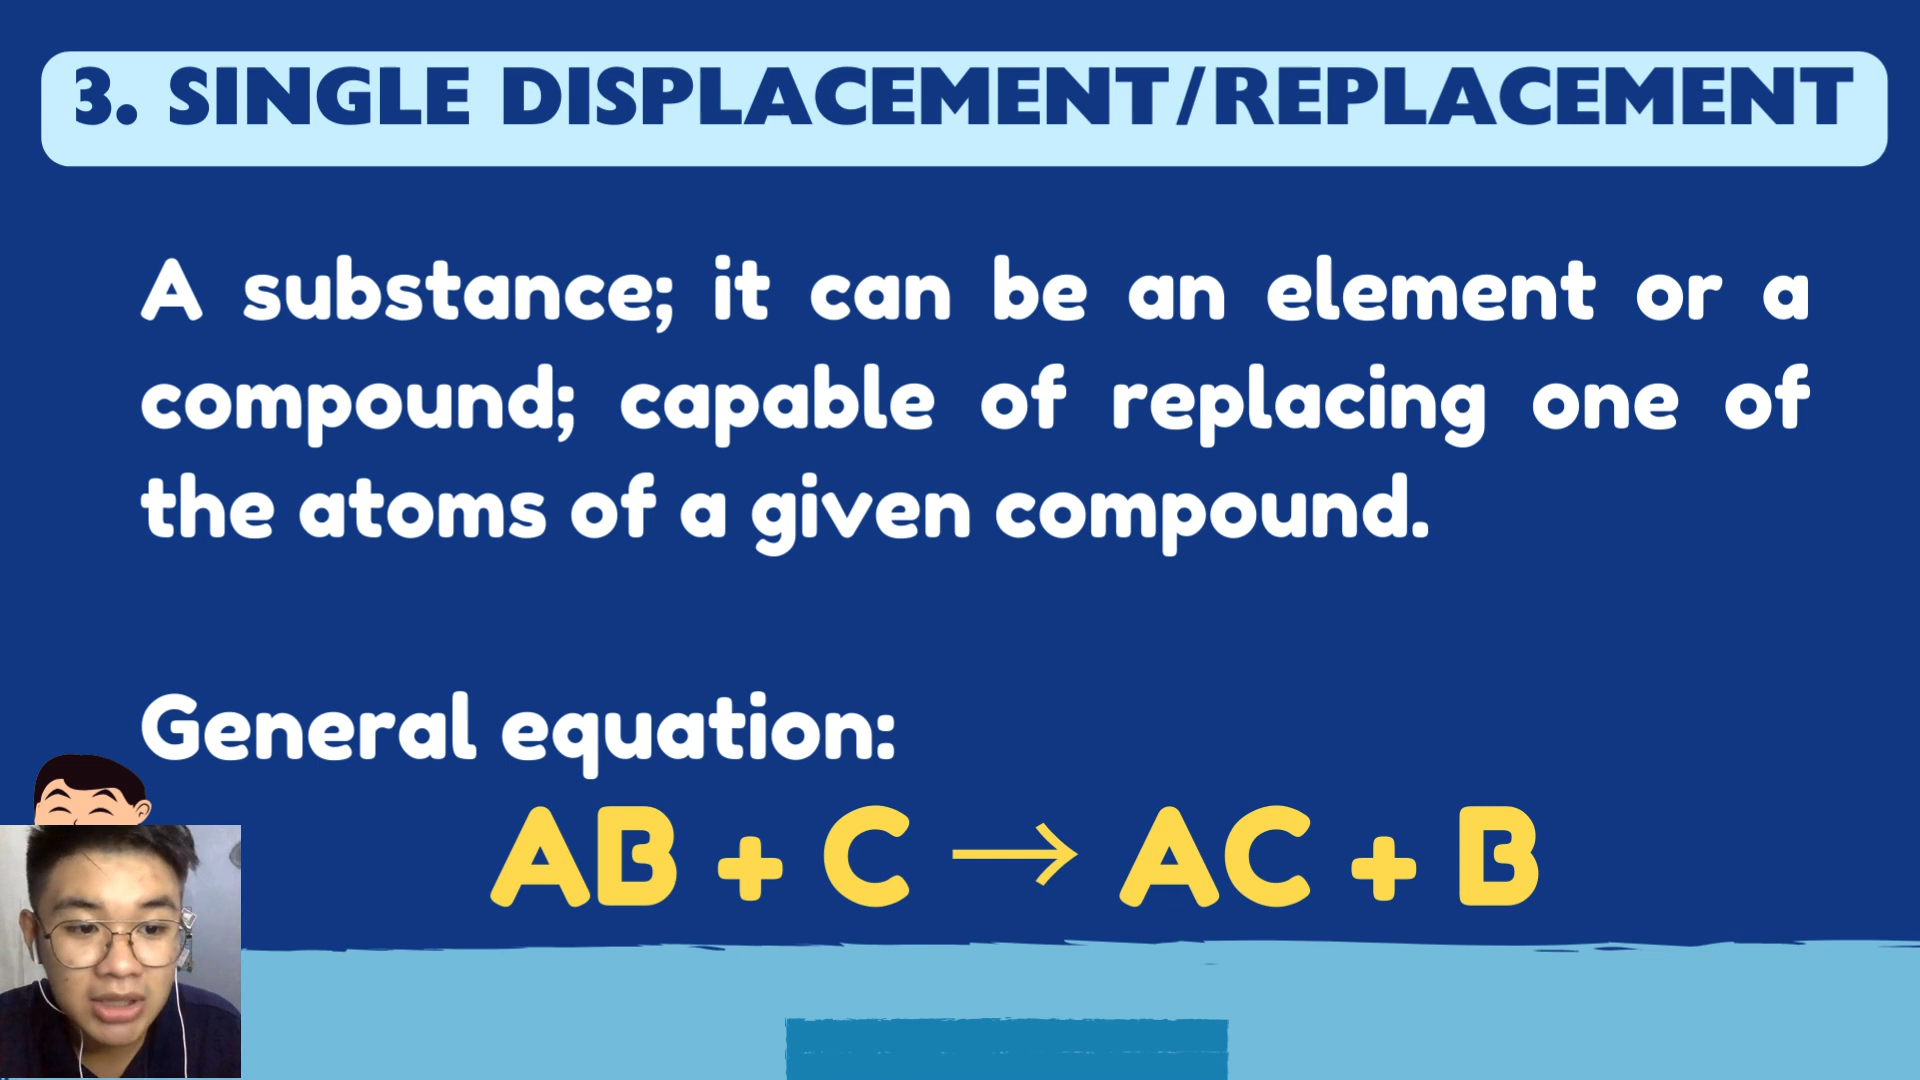 3. SINGLE DISPLACEMENT/REPLACEMENT
A substance; it can be an element or a
compound; capable of replacing one of
the atoms of a given compound.
General equation:
AB + C → AC + B